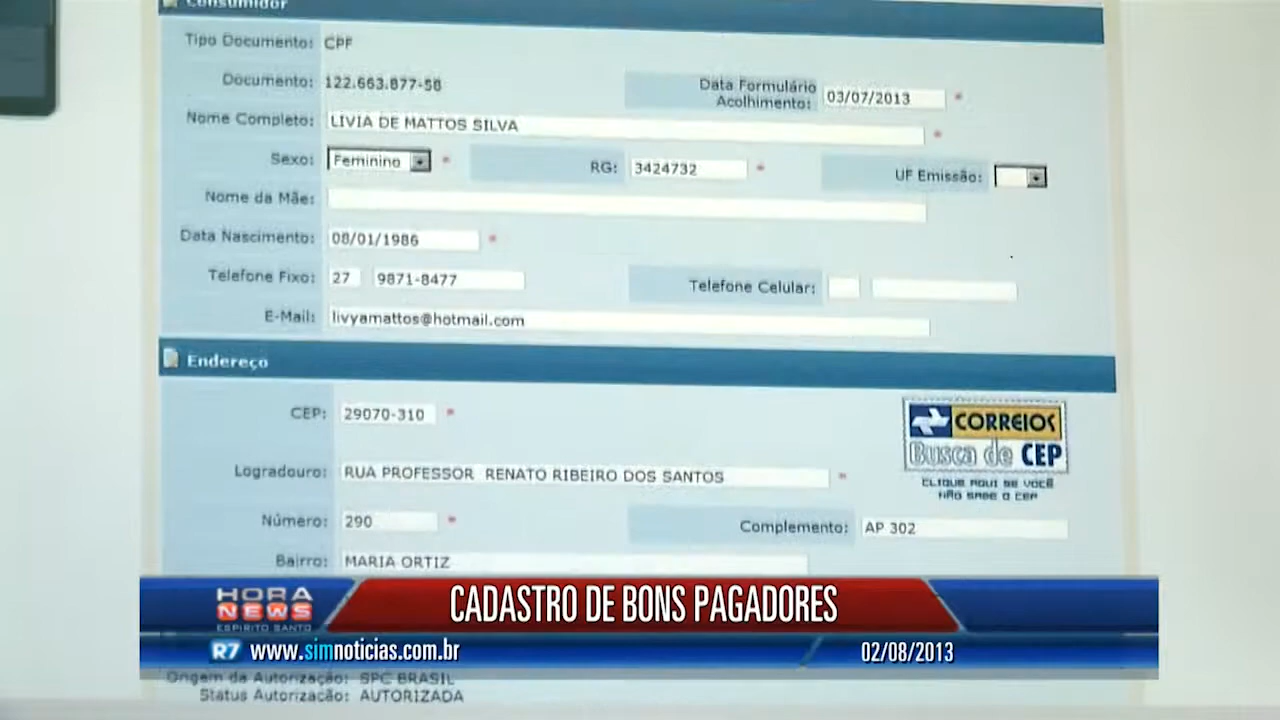 Consumidor
Tipo Documento: CPF
Documento: 122.663.877-58 Data Formulário Acolhimento: 03/07/2013 *
Nome Completo: LIVIA DE MATTOS SILVA *
Sexo: Feminino * RG: 3424732 * UF Emissão:
Nome da Mãe:
Data Nascimento: 08/01/1986 *
Telefone Fixo: 27 9871-8477 Telefone Celular:
E-Mail: livyamattos@hotmail.com
Endereço
CEP: 29070-310 *
CORREIOS
Busca de CEP
CLIQUE AQUI SE VOCÊ
NÃO SABE O CEP
Logradouro: RUA PROFESSOR RENATO RIBEIRO DOS SANTOS *
Número: 290 * Complemento: AP 302
Bairro: MARIA ORTIZ
HORA
NEWS
ESPIRITO SANTO
CADASTRO DE BONS PAGADORES
R7 www.simnoticias.com.br 02/08/2013
Origem da Autorização: SPC BRASIL
Status Autorização: AUTORIZADA